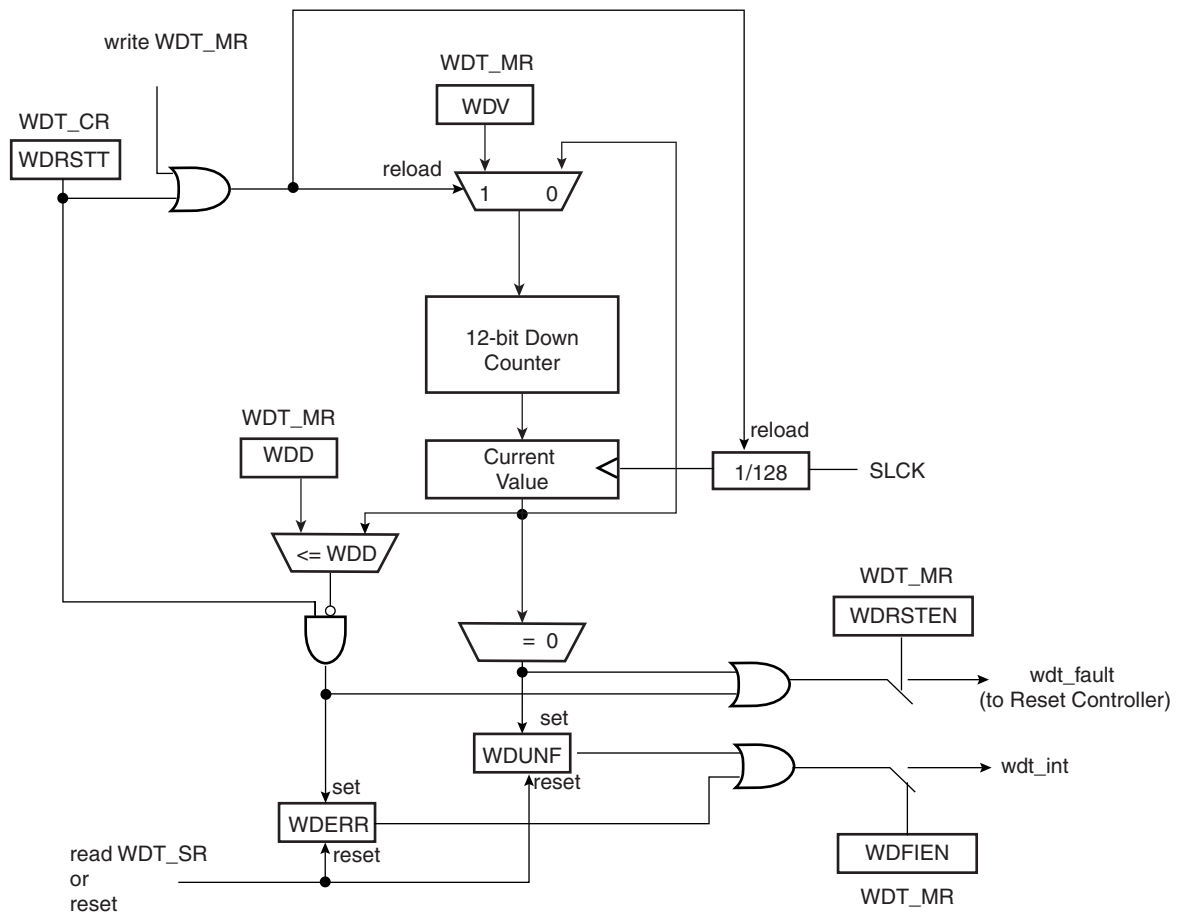 write WDT_MR
WDT_MR
WDV
WDT_CR
WDRSTT
reload
1 0
12-bit Down
Counter
WDT_MR
WDD
reload
Current
Value
1/128
SLCK
<= WDD
WDT_MR
WDRSTEN
= 0
wdt_fault
(to Reset Controller)
set
WDUNF
reset
wdt_int
set
WDERR
reset
read WDT_SR
or
reset
WDFIEN
WDT_MR